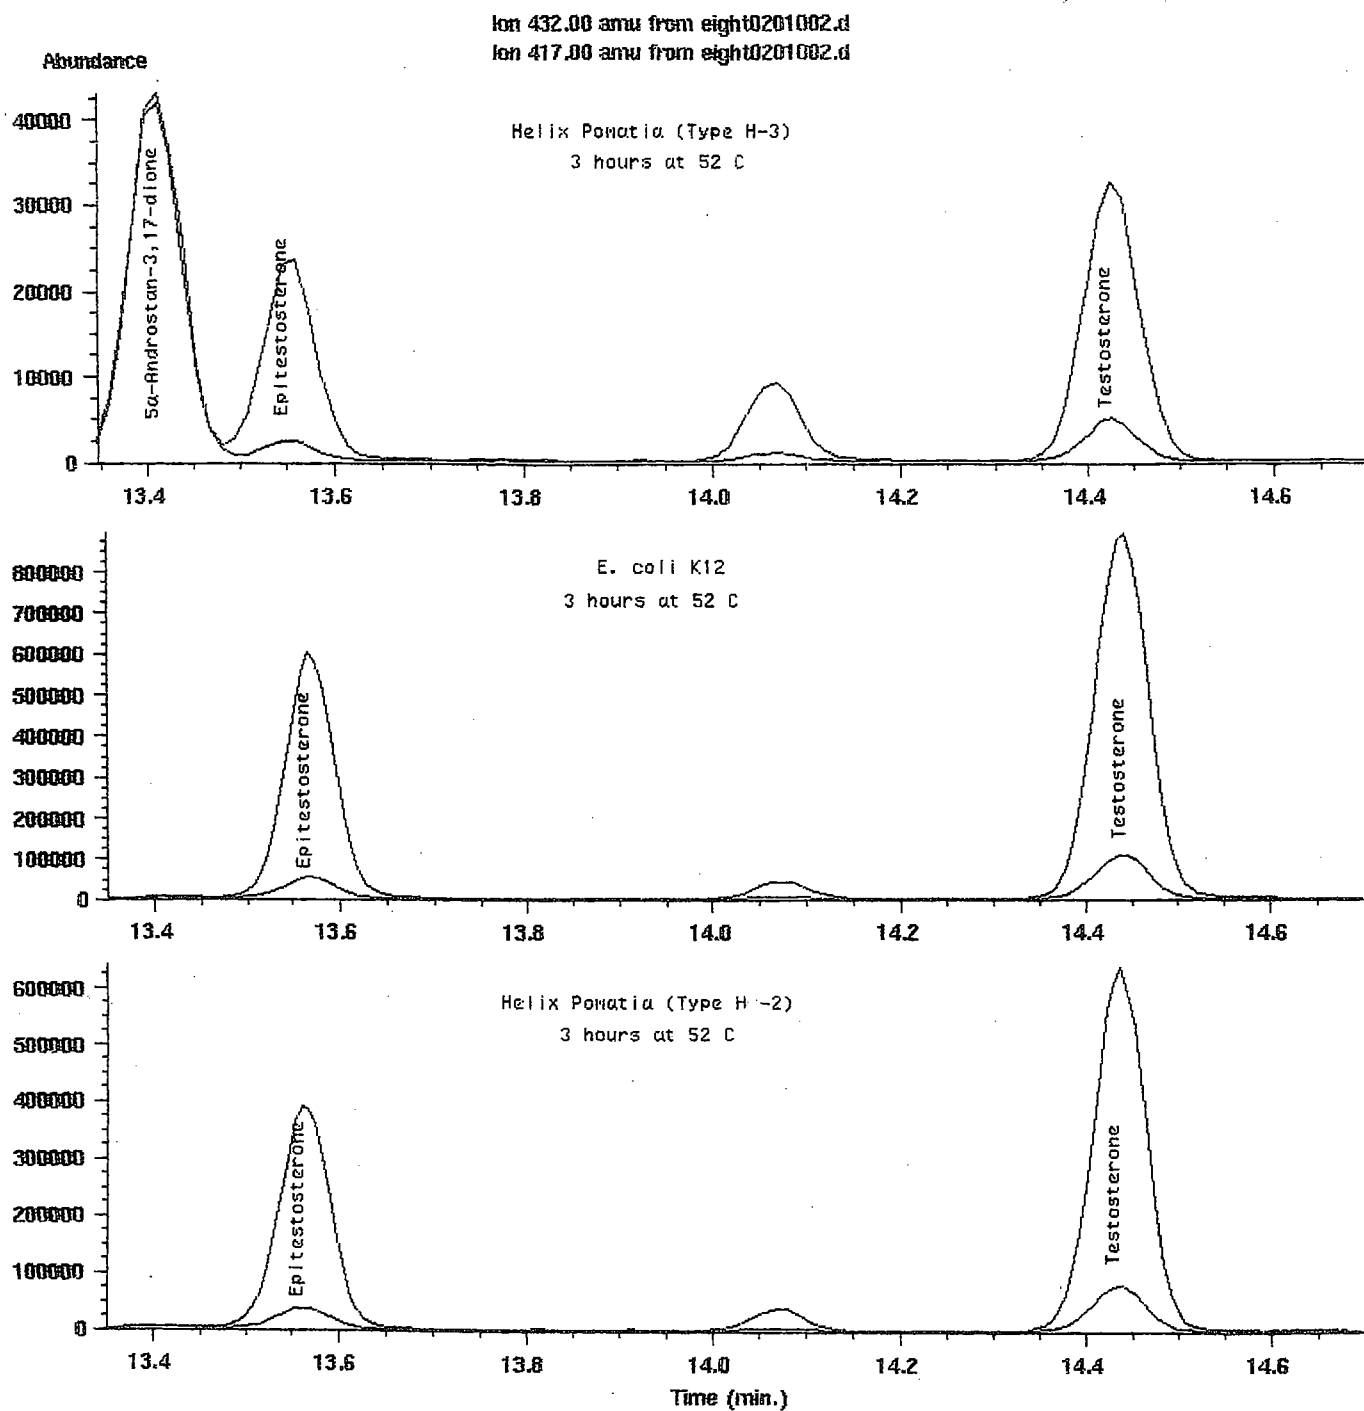 Ion 432.00 amu from eight0201002.d
Ion 417.00 amu from eight0201002.d
Abundance
Helix Pomatia (Type H-3)
3 hours at 52 C
40000
30000
20000
10000
0
5α-Androstan-3,17-dione
Epitestosterone
Testosterone
13.4 13.6 13.8 14.0 14.2 14.4 14.6
E. coli K12
3 hours at 52 C
800000
700000
600000
500000
400000
300000
200000
100000
0
Epitestosterone
Testosterone
13.4 13.6 13.8 14.0 14.2 14.4 14.6
Helix Pomatia (Type H -2)
3 hours at 52 C
600000
500000
400000
300000
200000
100000
0
Epitestosterone
Testosterone
13.4 13.6 13.8 14.0 14.2 14.4 14.6
Time (min.)